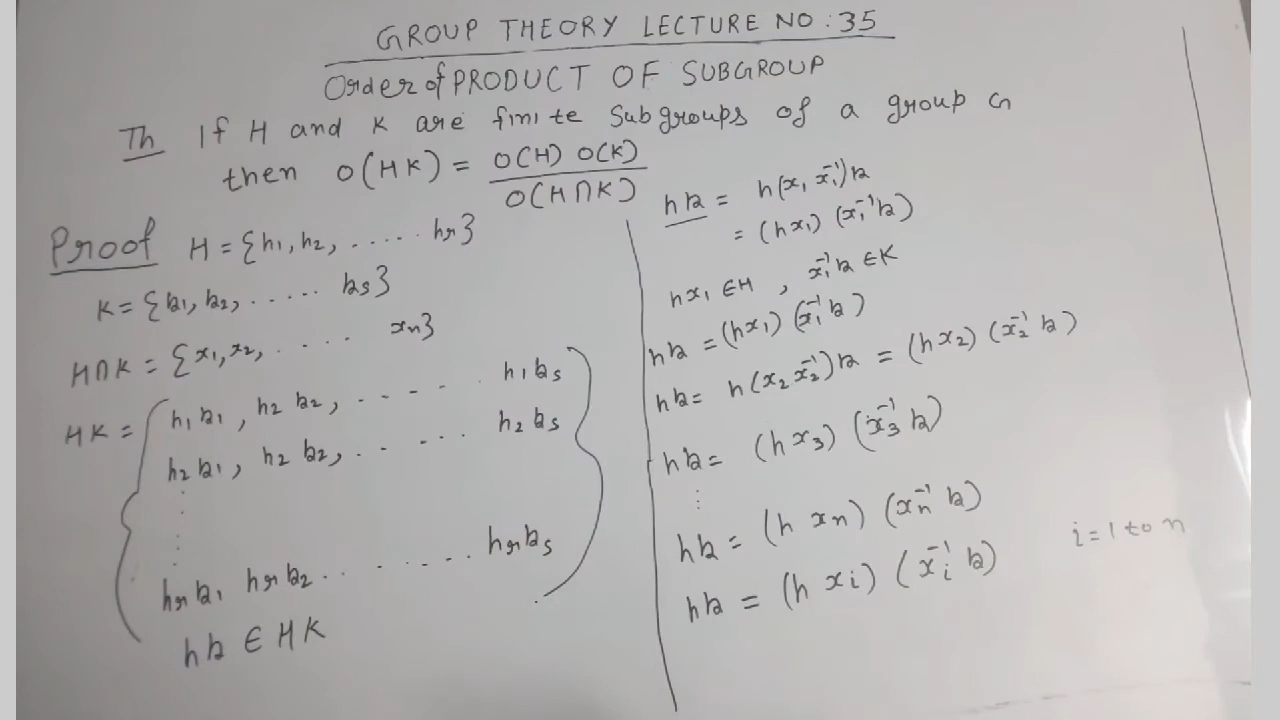 GROUP THEORY LECTURE NO : 35
Order of PRODUCT OF SUBGROUP
Th If H and K are finite Subgroups of a group G
then O(HK) = O(H) O(K) / O(H∩K)
Proof H = {h₁, h₂, ..... hr}
K = {k₁, k₂, ..... ks}
H∩K = {x₁, x₂, . . . . xn}
HK = { h₁k₁, h₂k₂, ..... h₁ks
h₂k₁, h₂k₂, ..... h₂ks
⋮
hrk₁ hrk₂ ...... hrks }
hk ∈ HK
hk = h(x₁ x₁⁻¹)k
= (hx₁) (x₁⁻¹k)
hx₁ ∈ H , x₁⁻¹k ∈ K
hk = (hx₁) (x₁⁻¹k)
hk = h(x₂ x₂⁻¹)k = (hx₂) (x₂⁻¹ k)
hk = (hx₃) (x₃⁻¹ k)
⋮
hk = (h xn) (xn⁻¹ k)
hk = (h xi) (xi⁻¹ k) i = 1 to n